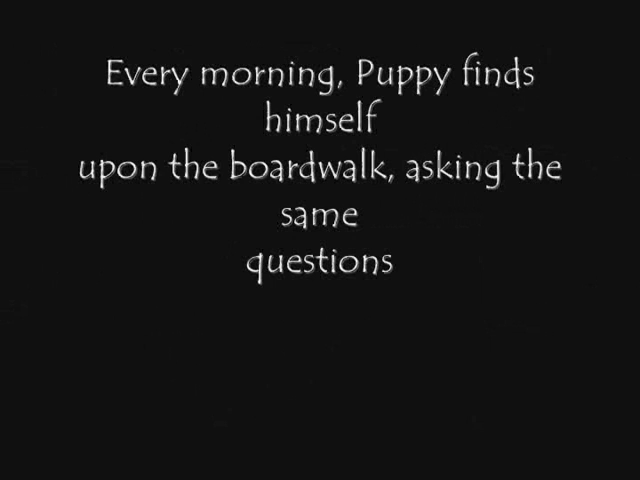 Every morning, Puppy finds
himself
upon the boardwalk, asking the
same
questions